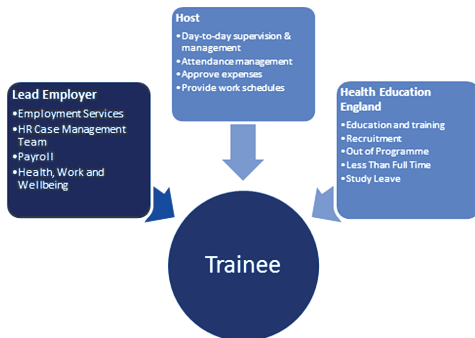 Host
•Day-to-day supervision &
management
•Attendance management
•Approve expenses
•Provide work schedules
Lead Employer
•Employment Services
•HR Case Management
Team
•Payroll
•Health, Work and
Wellbeing
Health Education
England
•Education and training
•Recruitment
•Out of Programme
•Less Than Full Time
•Study Leave
Trainee